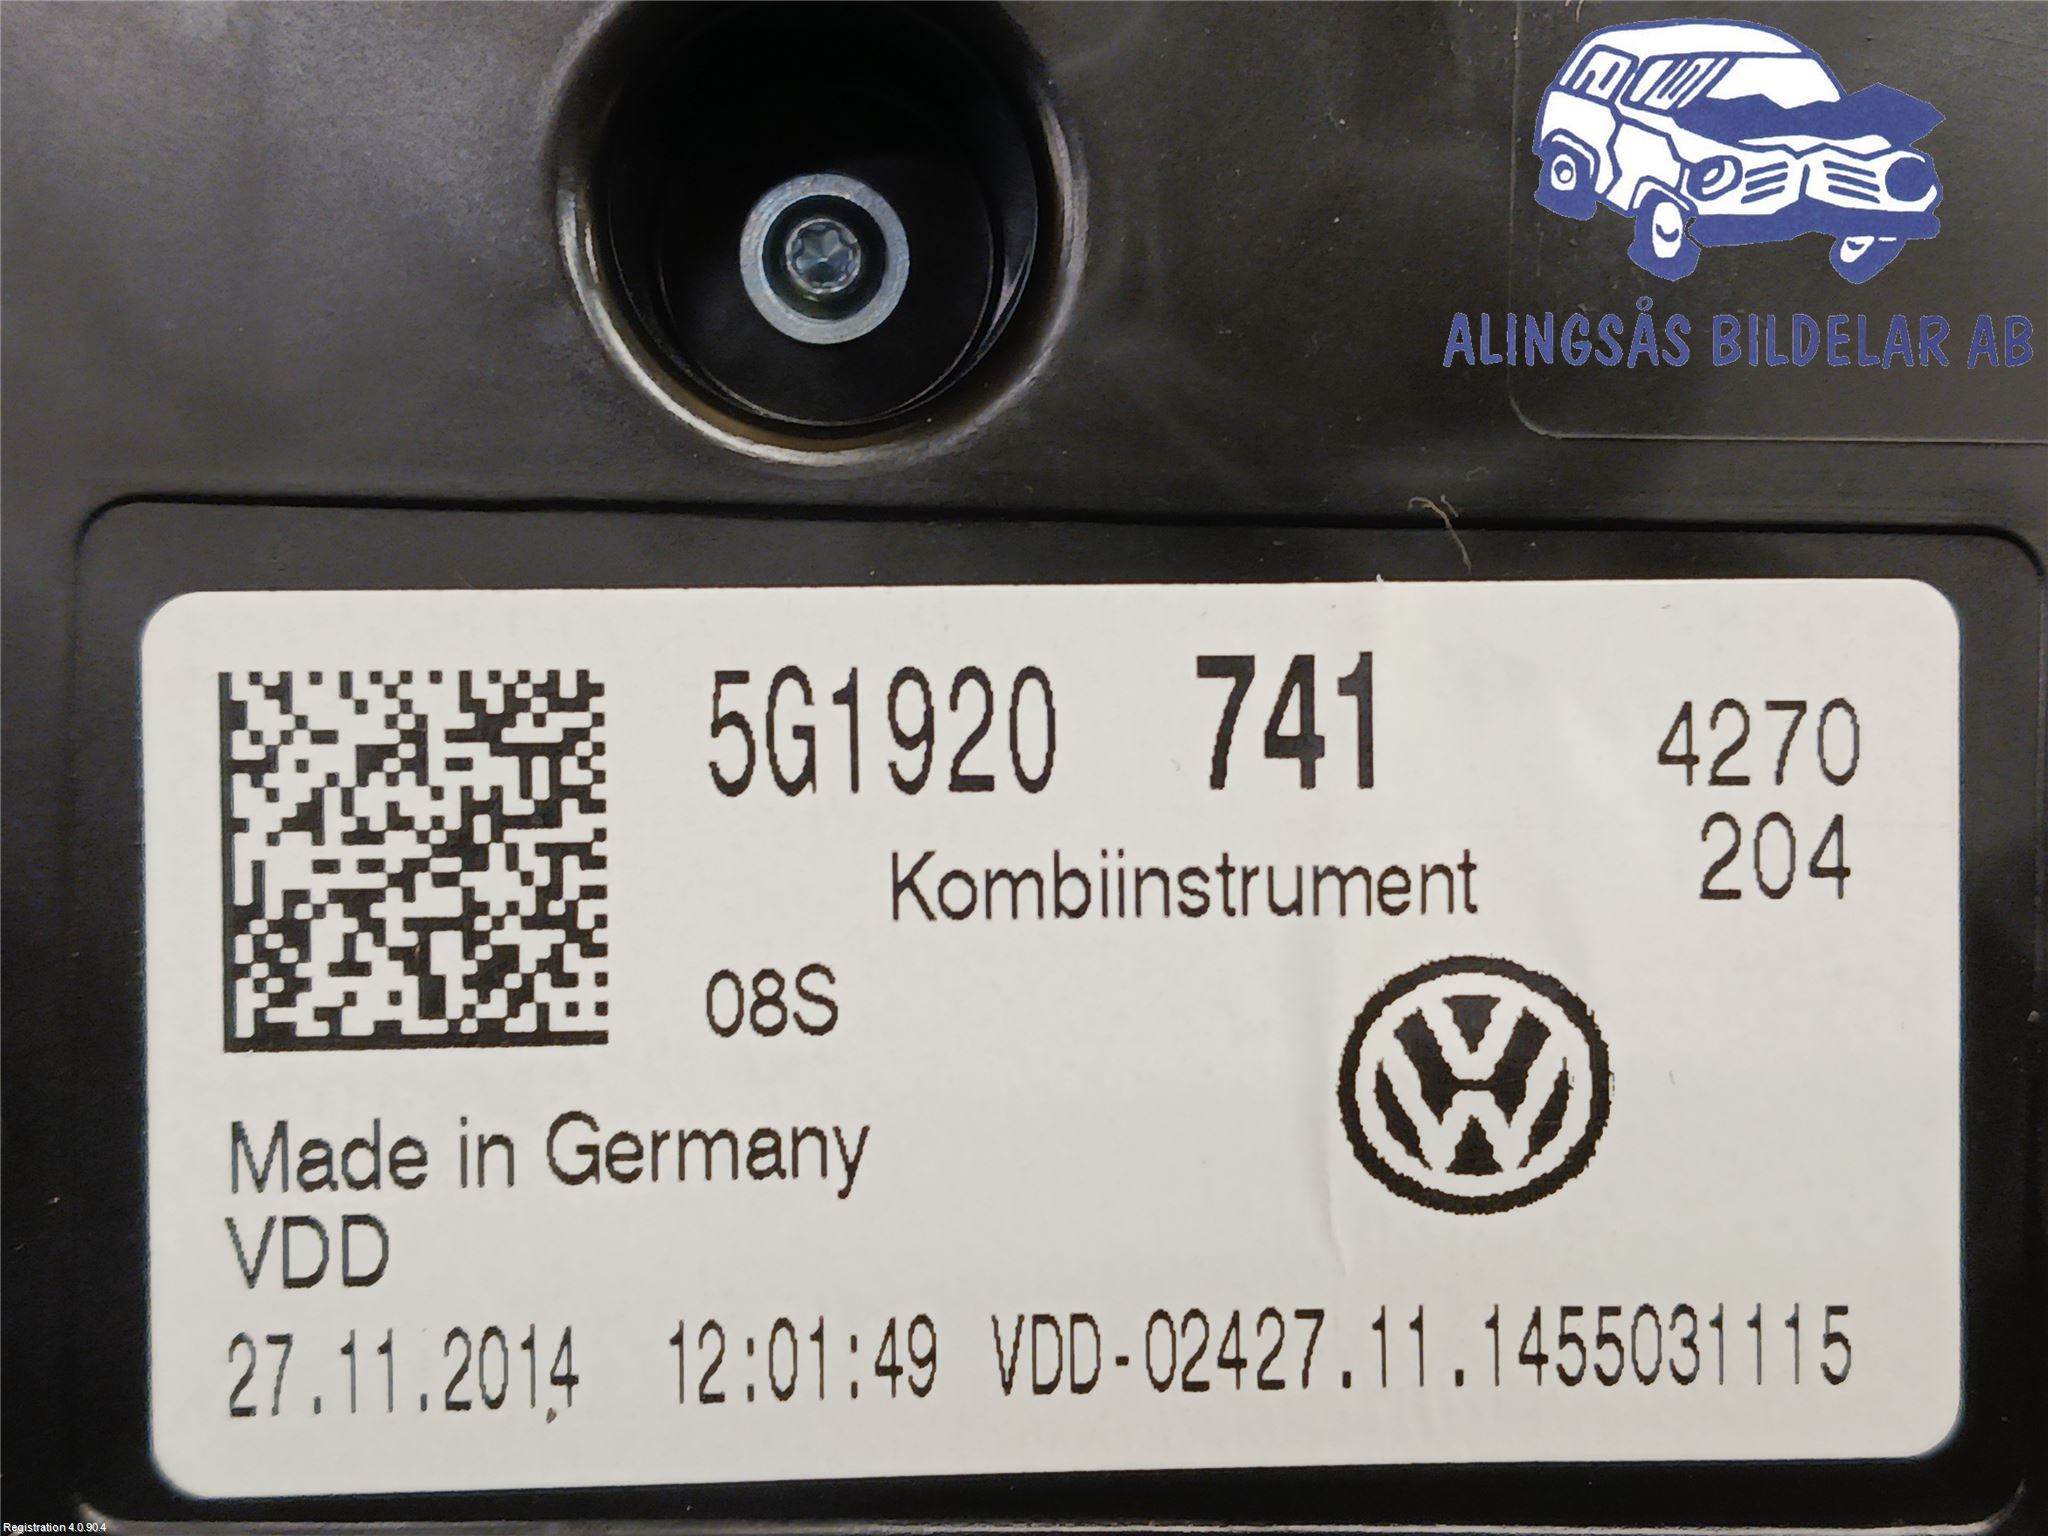 ALINGSÅS BILDELAR AB
5G1920 741 4270
204
Kombiinstrument
08S
Made in Germany
VDD
27.11.2014 12:01:49 VDD-02427.11.1455031115
Registration 4.0.90.4